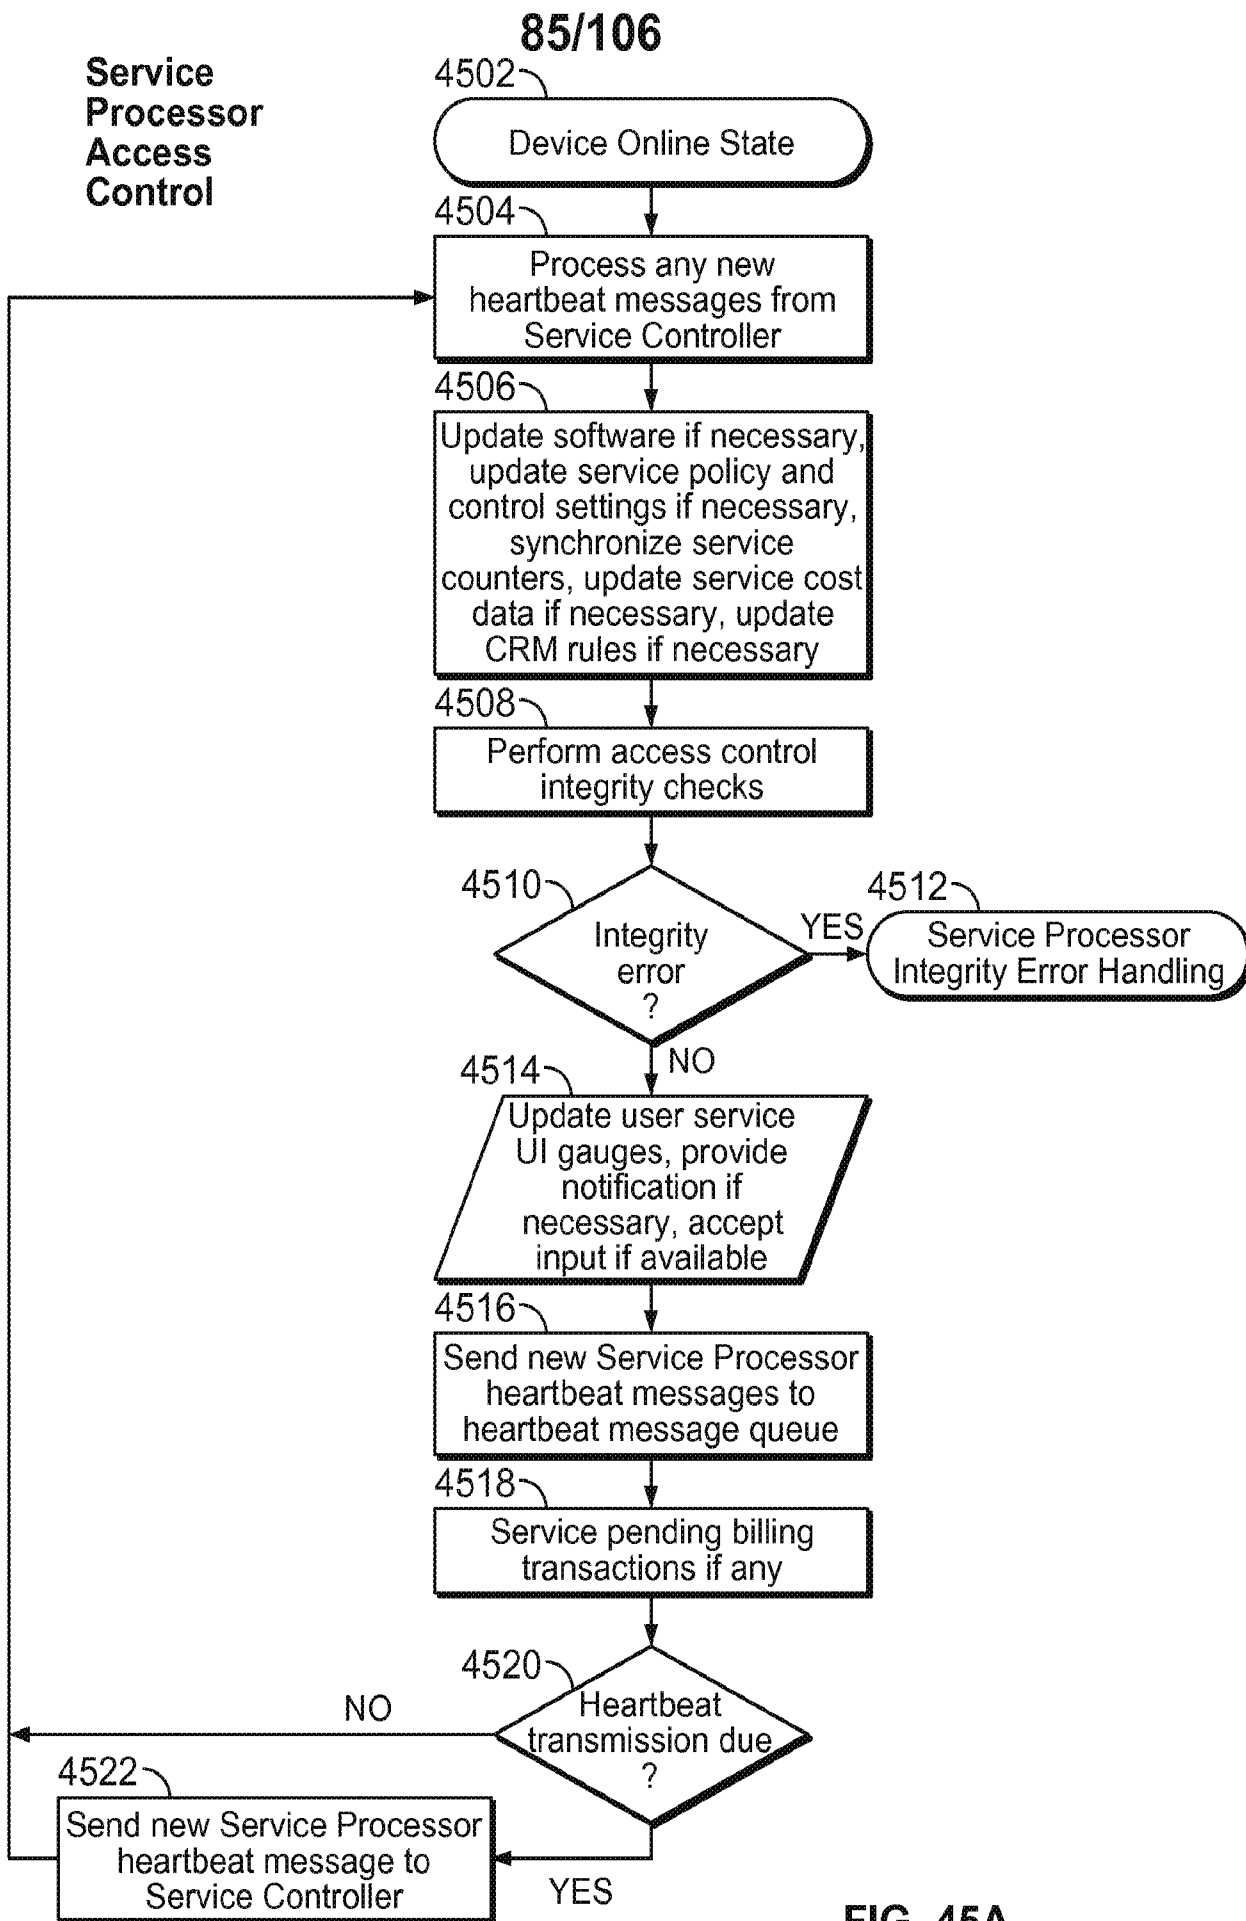 85/106
Service
Processor
Access
Control
4502
Device Online State
4504
Process any new
heartbeat messages from
Service Controller
4506
Update software if necessary,
update service policy and
control settings if necessary,
synchronize service
counters, update service cost
data if necessary, update
CRM rules if necessary
4508
Perform access control
integrity checks
4510
Integrity
error
?
YES
4512
Service Processor
Integrity Error Handling
NO
4514
Update user service
UI gauges, provide
notification if
necessary, accept
input if available
4516
Send new Service Processor
heartbeat messages to
heartbeat message queue
4518
Service pending billing
transactions if any
4520
Heartbeat
transmission due
?
NO
4522
Send new Service Processor
heartbeat message to
Service Controller
YES
FIG. 45A